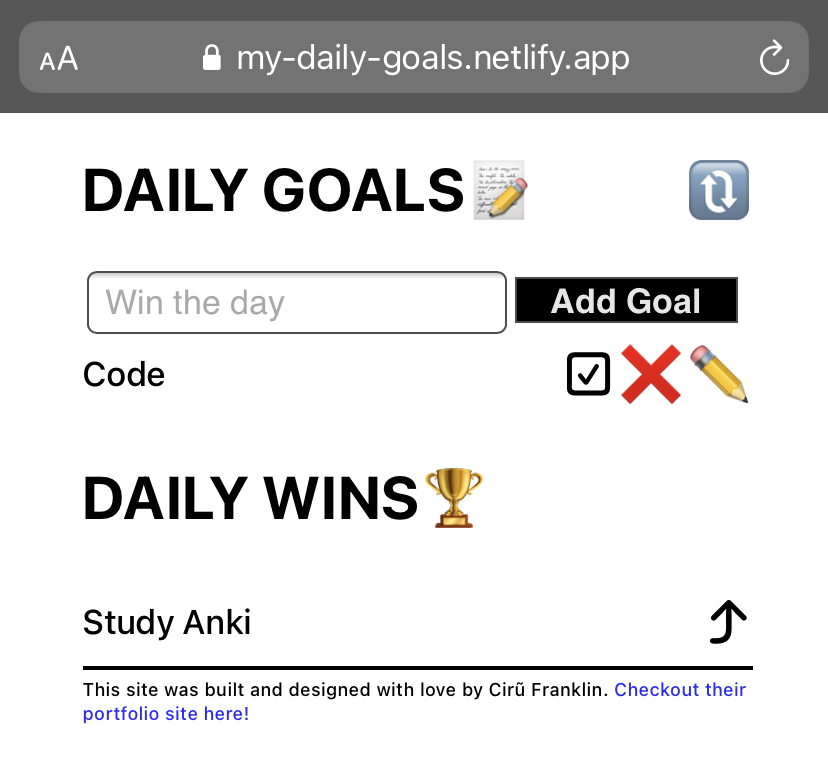 AA my-daily-goals.netlify.app
DAILY GOALS
Win the day Add Goal
Code
DAILY WINS
Study Anki
This site was built and designed with love by Cirũ Franklin. Checkout their
portfolio site here!